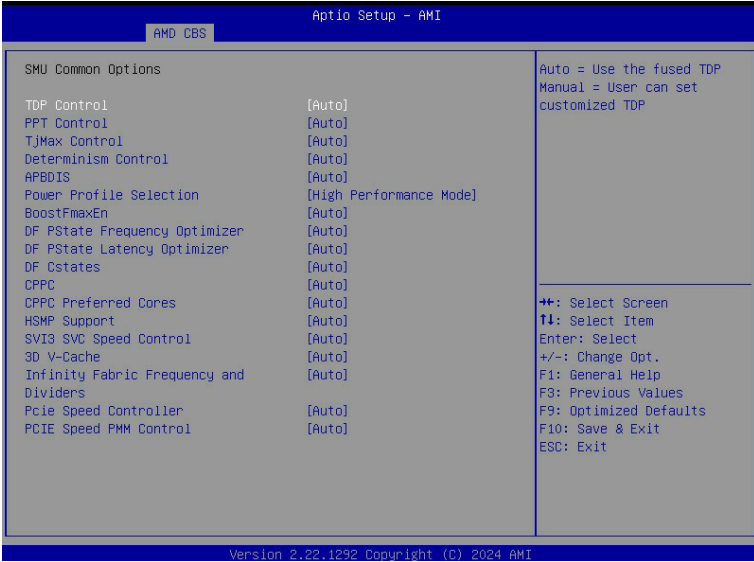 Aptio Setup – AMI
AMD CBS
SMU Common Options
TDP Control [Auto]
PPT Control [Auto]
TjMax Control [Auto]
Determinism Control [Auto]
APBDIS [Auto]
Power Profile Selection [High Performance Mode]
BoostFmaxEn [Auto]
DF PState Frequency Optimizer [Auto]
DF PState Latency Optimizer [Auto]
DF Cstates [Auto]
CPPC [Auto]
CPPC Preferred Cores [Auto]
HSMP Support [Auto]
SVI3 SVC Speed Control [Auto]
3D V-Cache [Auto]
Infinity Fabric Frequency and [Auto]
Dividers
Pcie Speed Controller [Auto]
PCIE Speed PMM Control [Auto]
Auto = Use the fused TDP
Manual = User can set
customized TDP
→←: Select Screen
↑↓: Select Item
Enter: Select
+/-: Change Opt.
F1: General Help
F3: Previous Values
F9: Optimized Defaults
F10: Save & Exit
ESC: Exit
Version 2.22.1292 Copyright (C) 2024 AMI